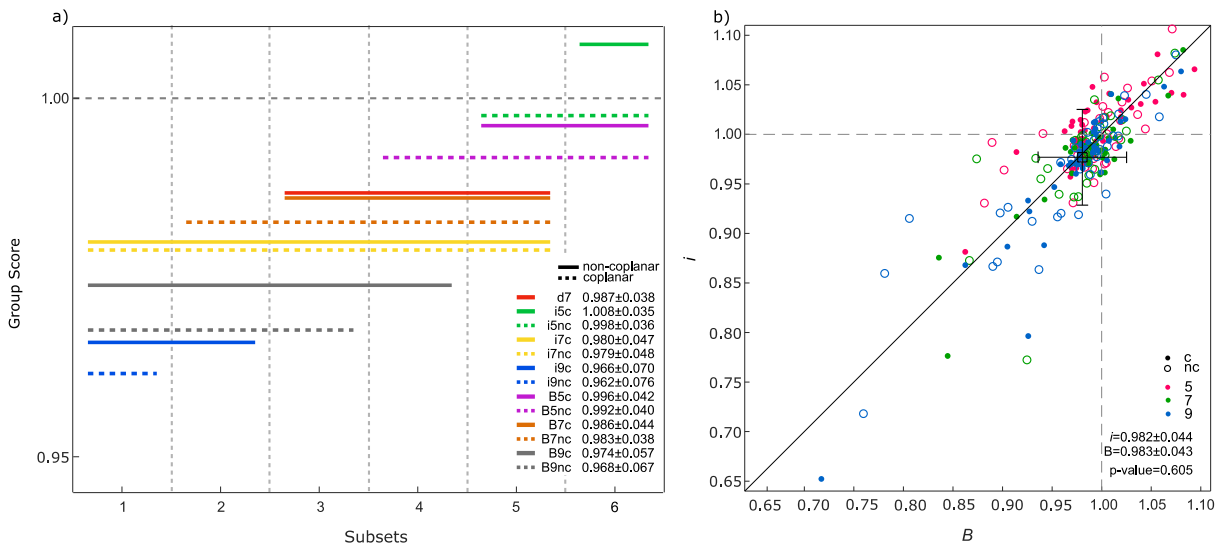 a)
1.00
0.95
Group Score
1 2 3 4 5 6
Subsets
non-coplanar
coplanar
d7 0.987±0.038
i5c 1.008±0.035
i5nc 0.998±0.036
i7c 0.980±0.047
i7nc 0.979±0.048
i9c 0.966±0.070
i9nc 0.962±0.076
B5c 0.996±0.042
B5nc 0.992±0.040
B7c 0.986±0.044
B7nc 0.983±0.038
B9c 0.974±0.057
B9nc 0.968±0.067
b)
1.10
1.05
1.00
0.95
0.90
0.85
0.80
0.75
0.70
0.65
i
0.65 0.70 0.75 0.80 0.85 0.90 0.95 1.00 1.05 1.10
B
c
nc
5
7
9
i=0.982±0.044
B=0.983±0.043
p-value=0.605